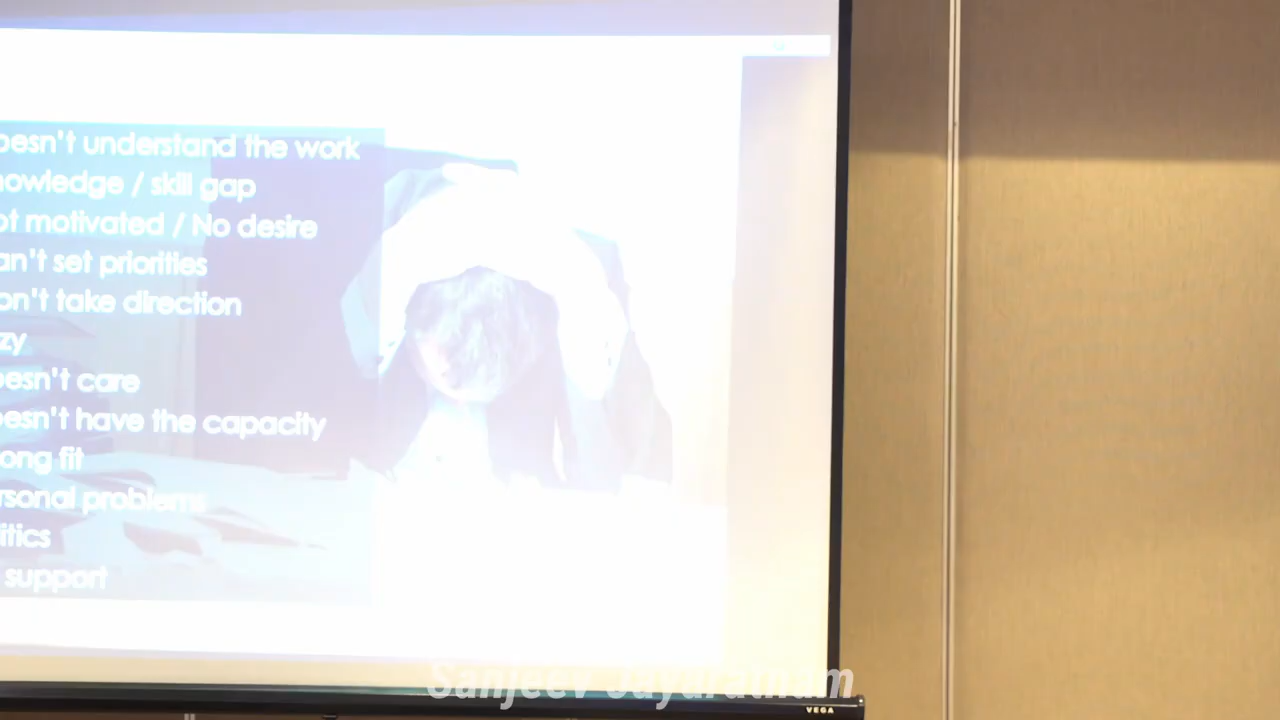 oesn't understand the work
nowledge / skill gap
ot motivated / No desire
an't set priorities
on't take direction
zy
oesn't care
oesn't have the capacity
ong fit
rsonal problems
itics
support
Sanjeev Jayaratnam
VEGA